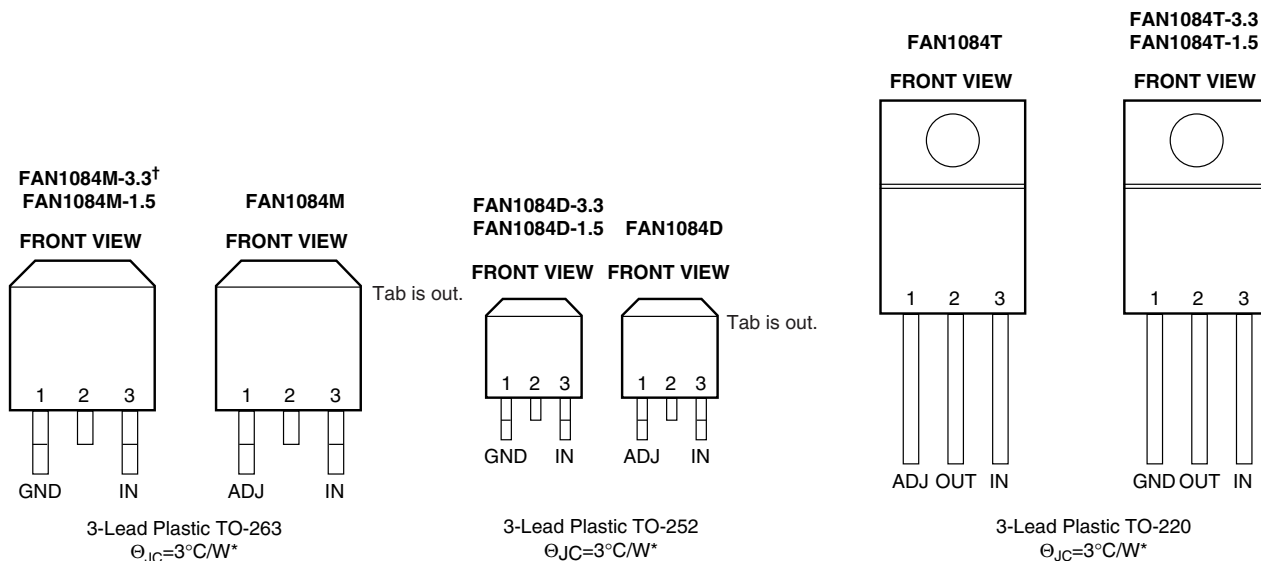 FAN1084M-3.3†
FAN1084M-1.5
FRONT VIEW
1 2 3
GND IN
FAN1084M
FRONT VIEW
Tab is out.
1 2 3
ADJ IN
3-Lead Plastic TO-263
ΘJC=3°C/W*
FAN1084D-3.3
FAN1084D-1.5
FRONT VIEW
1 2 3
GND IN
FAN1084D
FRONT VIEW
Tab is out.
1 2 3
ADJ IN
3-Lead Plastic TO-252
ΘJC=3°C/W*
FAN1084T
FRONT VIEW
1 2 3
ADJ OUT IN
FAN1084T-3.3
FAN1084T-1.5
FRONT VIEW
1 2 3
GND OUT IN
3-Lead Plastic TO-220
ΘJC=3°C/W*